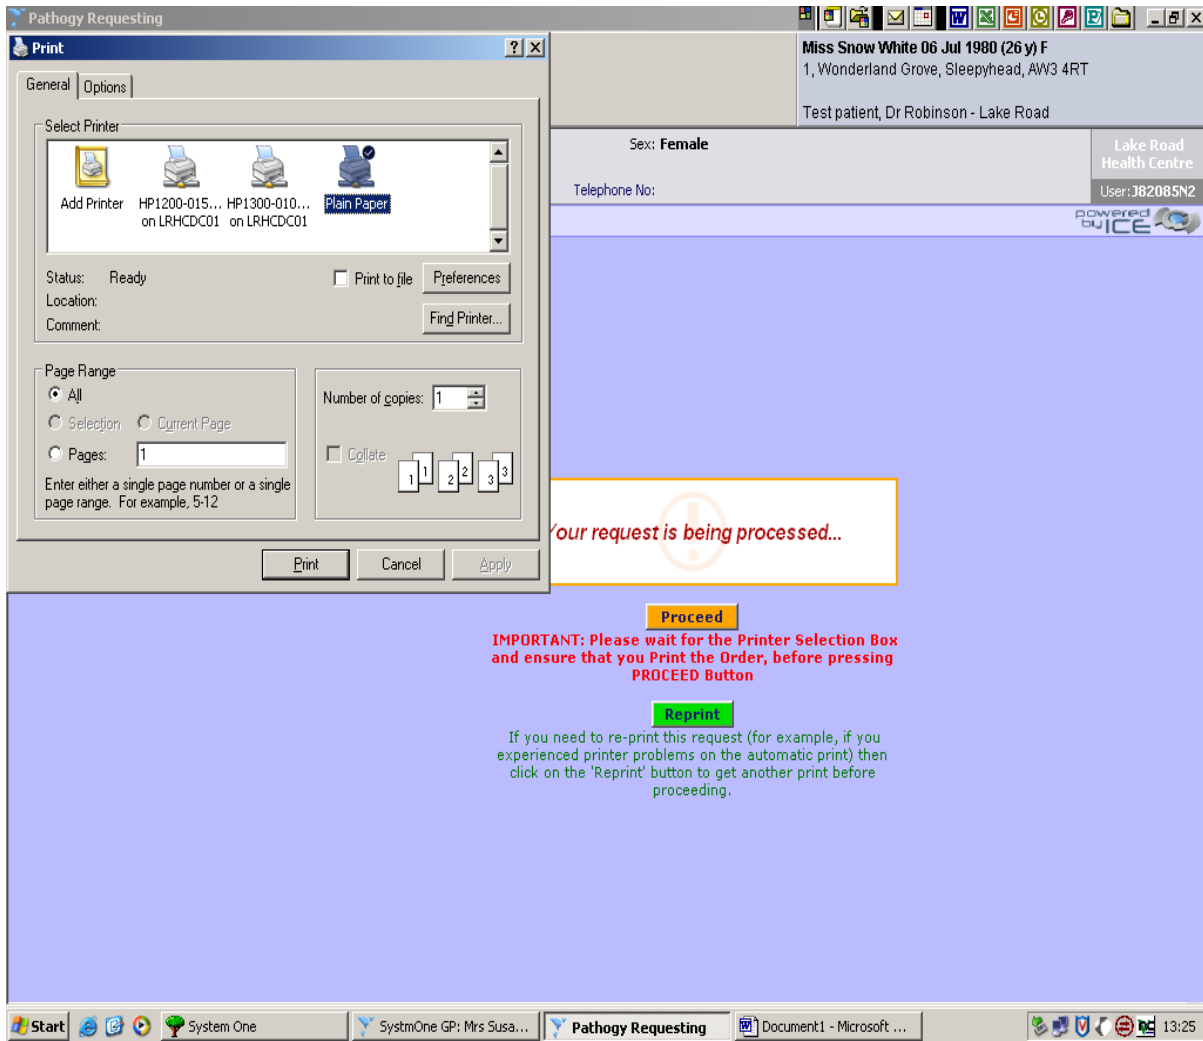 Pathogy Requesting
Print
General
Options
Select Printer
Add Printer
HP1200-015...
on LRHCDC01
HP1300-010...
on LRHCDC01
Plain Paper
Status: Ready
Location:
Comment:
Print to file
Preferences
Find Printer...
Page Range
All
Selection
Current Page
Pages: 1
Enter either a single page number or a single
page range. For example, 5-12
Number of copies: 1
Collate
1 1 2 2 3 3
Print
Cancel
Apply
Miss Snow White 06 Jul 1980 (26 y) F
1, Wonderland Grove, Sleepyhead, AW3 4RT
Test patient, Dr Robinson - Lake Road
Sex: Female
Telephone No:
Lake Road
Health Centre
User:J82085N2
powered
by ICE
Your request is being processed...
Proceed
IMPORTANT: Please wait for the Printer Selection Box
and ensure that you Print the Order, before pressing
PROCEED Button
Reprint
If you need to re-print this request (for example, if you
experienced printer problems on the automatic print) then
click on the 'Reprint' button to get another print before
proceeding.
Start
System One
SystmOne GP: Mrs Susa...
Pathogy Requesting
Document1 - Microsoft ...
13:25